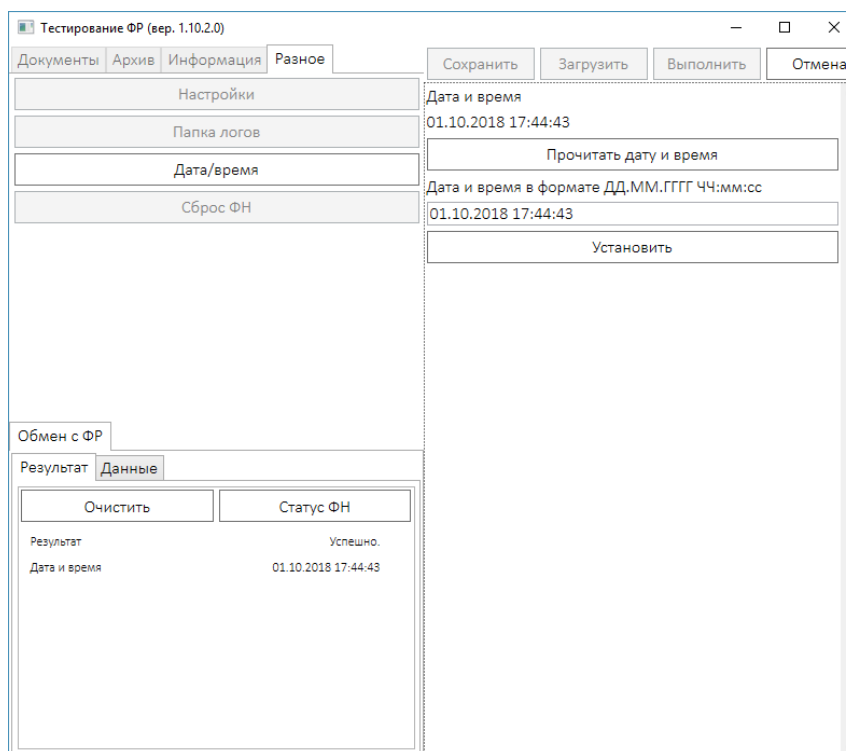 Тестирование ФР (вер. 1.10.2.0)
Документы Архив Информация Разное
Сохранить Загрузить Выполнить Отмена
Настройки
Папка логов
Дата/время
Сброс ФН
Дата и время
01.10.2018 17:44:43
Прочитать дату и время
Дата и время в формате ДД.ММ.ГГГГ ЧЧ:мм:сс
01.10.2018 17:44:43
Установить
Обмен с ФР
Результат Данные
Очистить Статус ФН
Результат Успешно.
Дата и время 01.10.2018 17:44:43